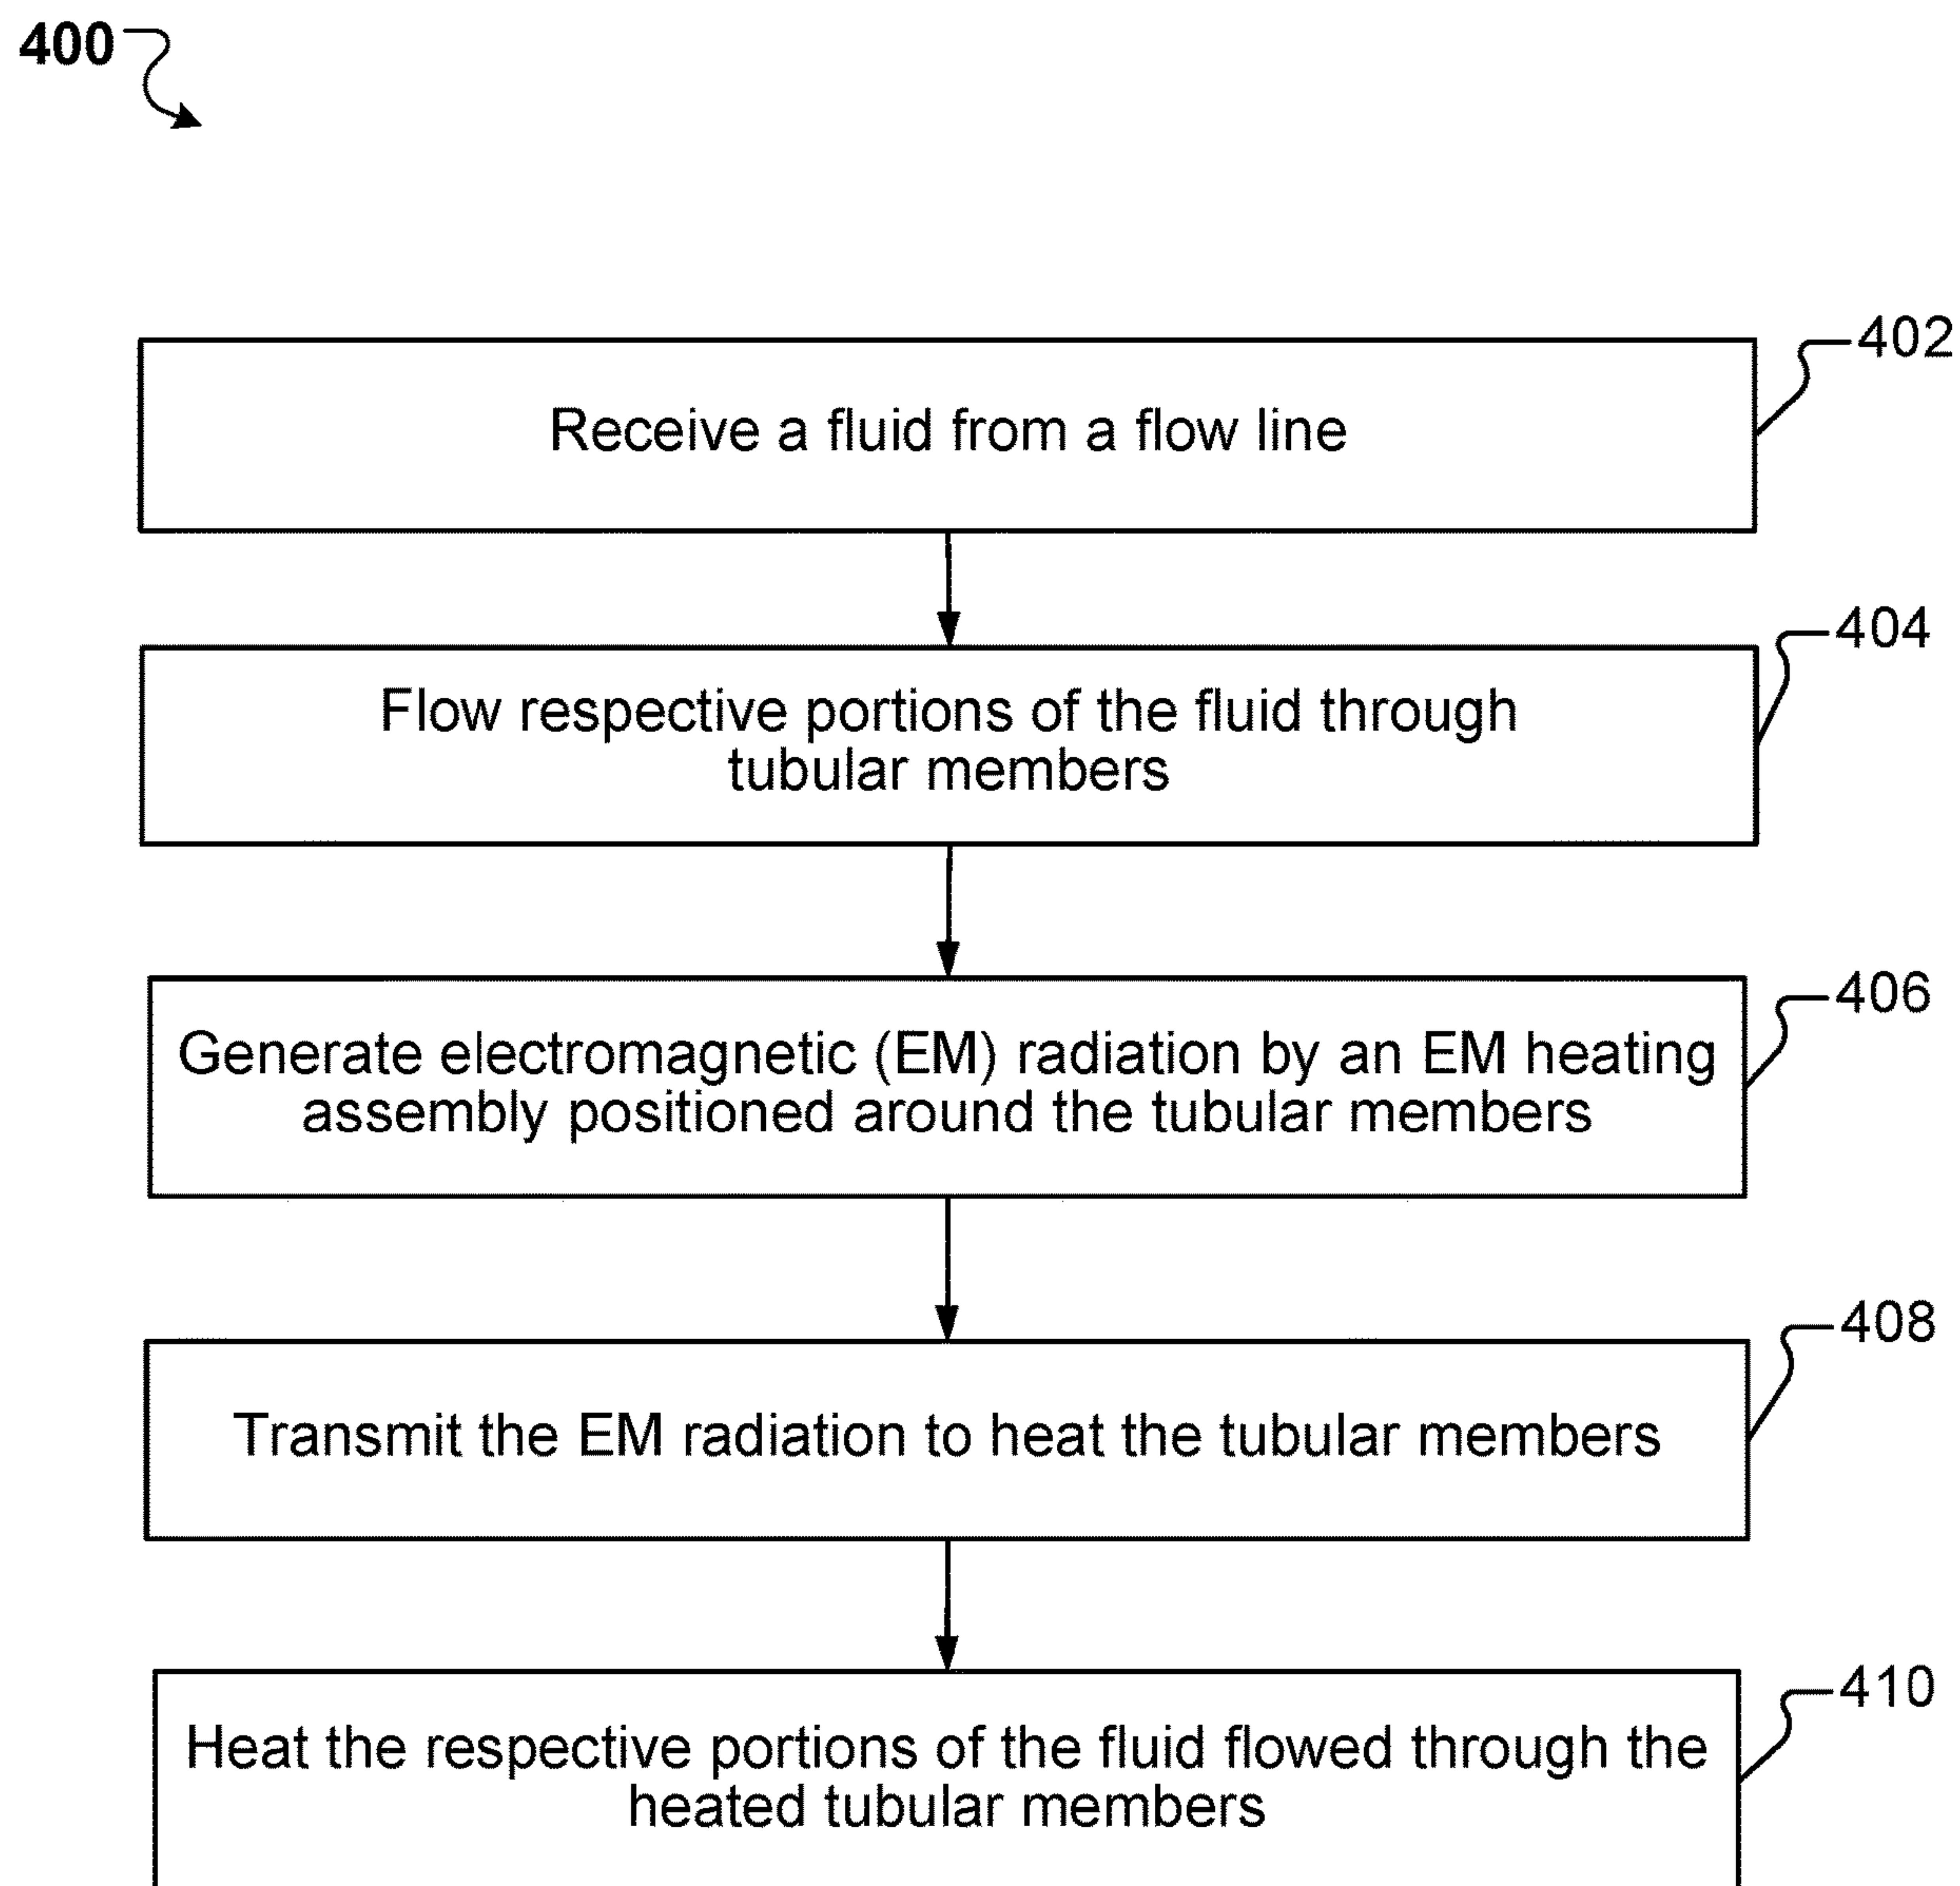 400
402
Receive a fluid from a flow line
404
Flow respective portions of the fluid through
tubular members
406
Generate electromagnetic (EM) radiation by an EM heating
assembly positioned around the tubular members
408
Transmit the EM radiation to heat the tubular members
410
Heat the respective portions of the fluid flowed through the
heated tubular members